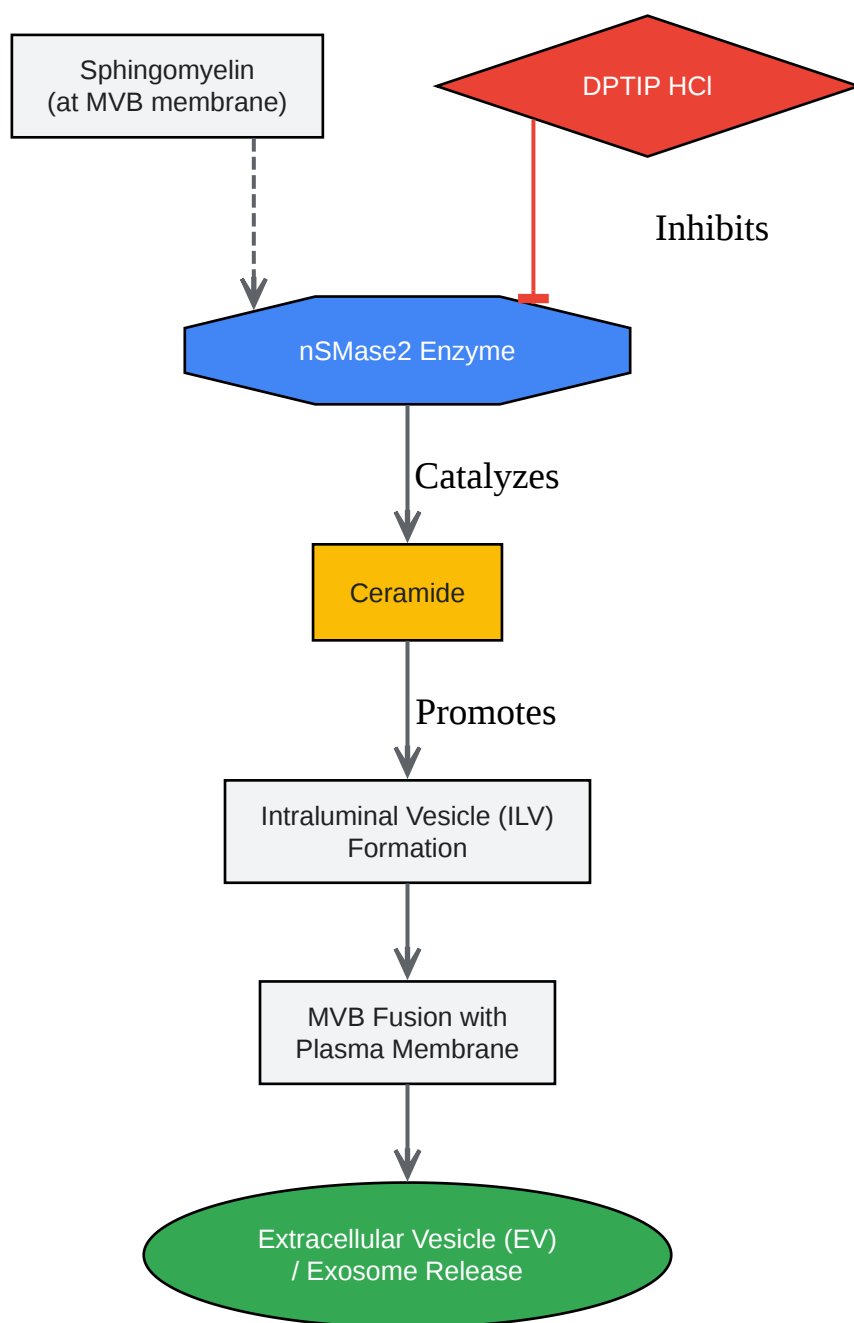 Sphingomyelin
(at MVB membrane)
DPTIP HCl
Inhibits
nSMase2 Enzyme
Catalyzes
Ceramide
Promotes
Intraluminal Vesicle (ILV)
Formation
MVB Fusion with
Plasma Membrane
Extracellular Vesicle (EV)
/ Exosome Release